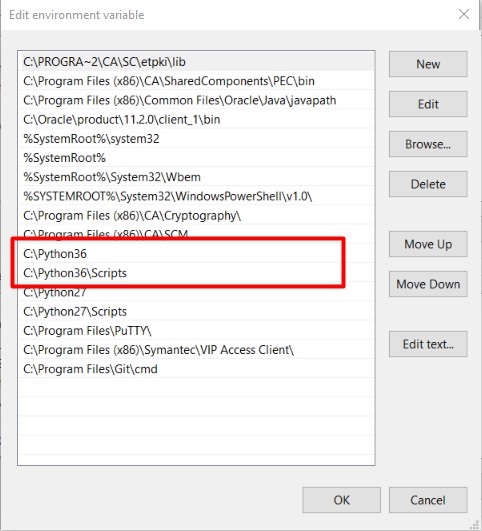 Edit environment variable
C:\PROGRA~2\CA\SC\etpki\lib
C:\Program Files (x86)\CA\SharedComponents\PEC\bin
C:\Program Files (x86)\Common Files\Oracle\Java\javapath
C:\Oracle\product\11.2.0\client_1\bin
%SystemRoot%\system32
%SystemRoot%
%SystemRoot%\System32\Wbem
%SYSTEMROOT%\System32\WindowsPowerShell\v1.0\
C:\Program Files (x86)\CA\Cryptography\
C:\Program Files (x86)\CA\SCM
C:\Python36
C:\Python36\Scripts
C:\Python27
C:\Python27\Scripts
C:\Program Files\PuTTY\
C:\Program Files (x86)\Symantec\VIP Access Client\
C:\Program Files\Git\cmd
New
Edit
Browse...
Delete
Move Up
Move Down
Edit text...
OK
Cancel